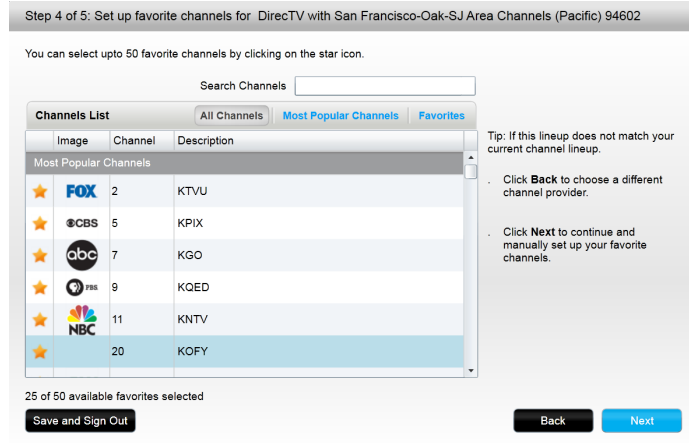 Step 4 of 5: Set up favorite channels for DirecTV with San Francisco-Oak-SJ Area Channels (Pacific) 94602
You can select upto 50 favorite channels by clicking on the star icon.
Search Channels
Channels List All Channels Most Popular Channels Favorites
Image Channel Description
Most Popular Channels
FOX 2 KTVU
CBS 5 KPIX
abc 7 KGO
PBS 9 KQED
NBC 11 KNTV
20 KOFY
Tip: If this lineup does not match your
current channel lineup.
. Click Back to choose a different
channel provider.
. Click Next to continue and
manually set up your favorite
channels.
25 of 50 available favorites selected
Save and Sign Out Back Next